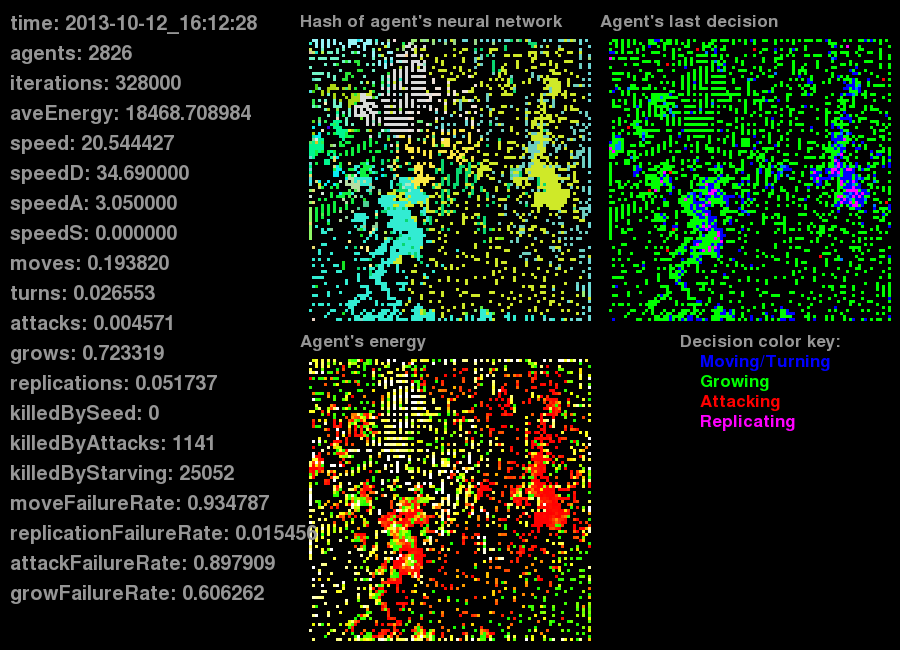 time: 2013-10-12_16:12:28
agents: 2826
iterations: 328000
aveEnergy: 18468.708984
speed: 20.544427
speedD: 34.690000
speedA: 3.050000
speedS: 0.000000
moves: 0.193820
turns: 0.026553
attacks: 0.004571
grows: 0.723319
replications: 0.051737
killedBySeed: 0
killedByAttacks: 1141
killedByStarving: 25052
moveFailureRate: 0.934787
replicationFailureRate: 0.015456
attackFailureRate: 0.897909
growFailureRate: 0.606262
Hash of agent's neural network
Agent's last decision
Agent's energy
Decision color key:
Moving/Turning
Growing
Attacking
Replicating